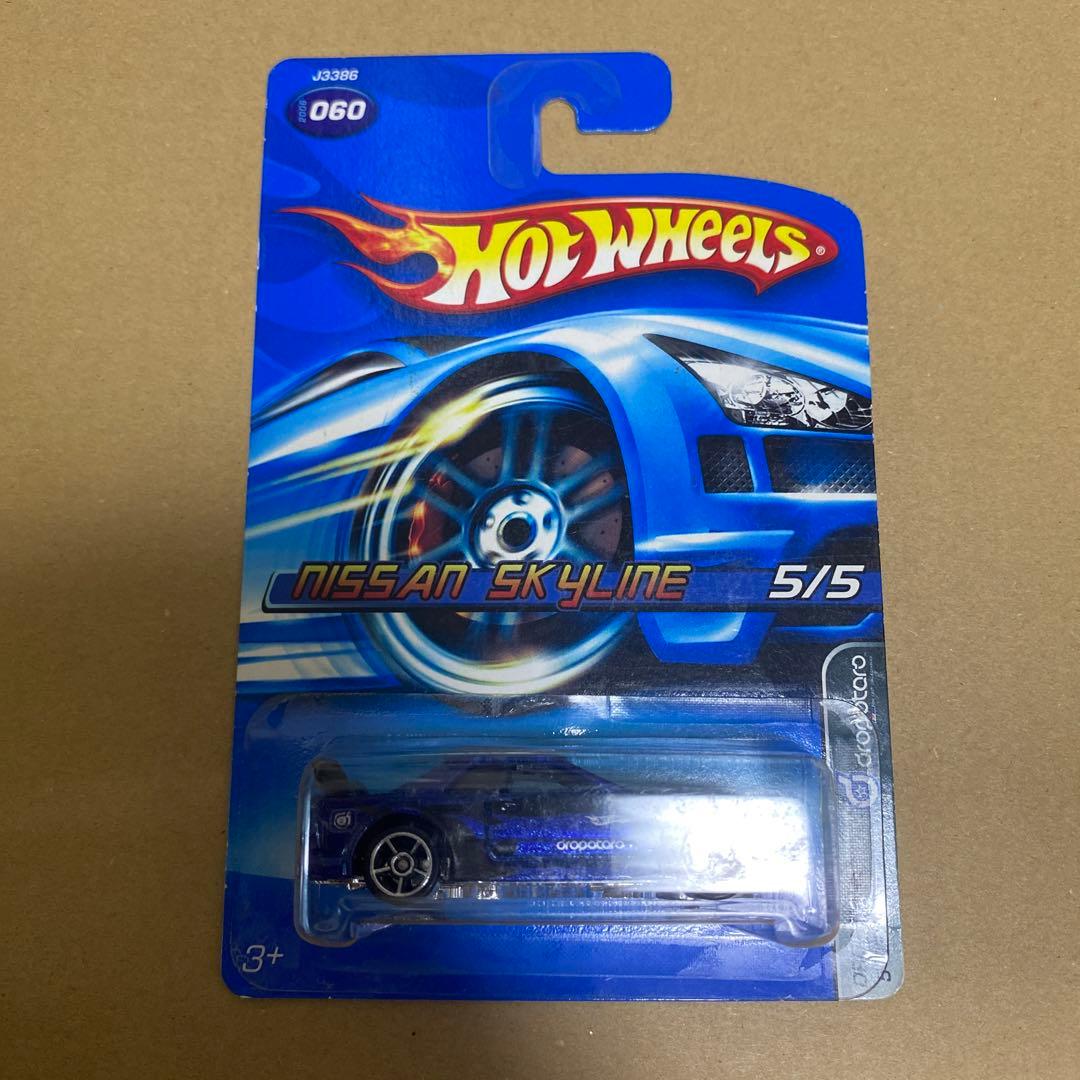 J3386
2006
060
HOT WHEELS®
NISSAN SKYLINE 5/5
dropstars
dropstars
3+